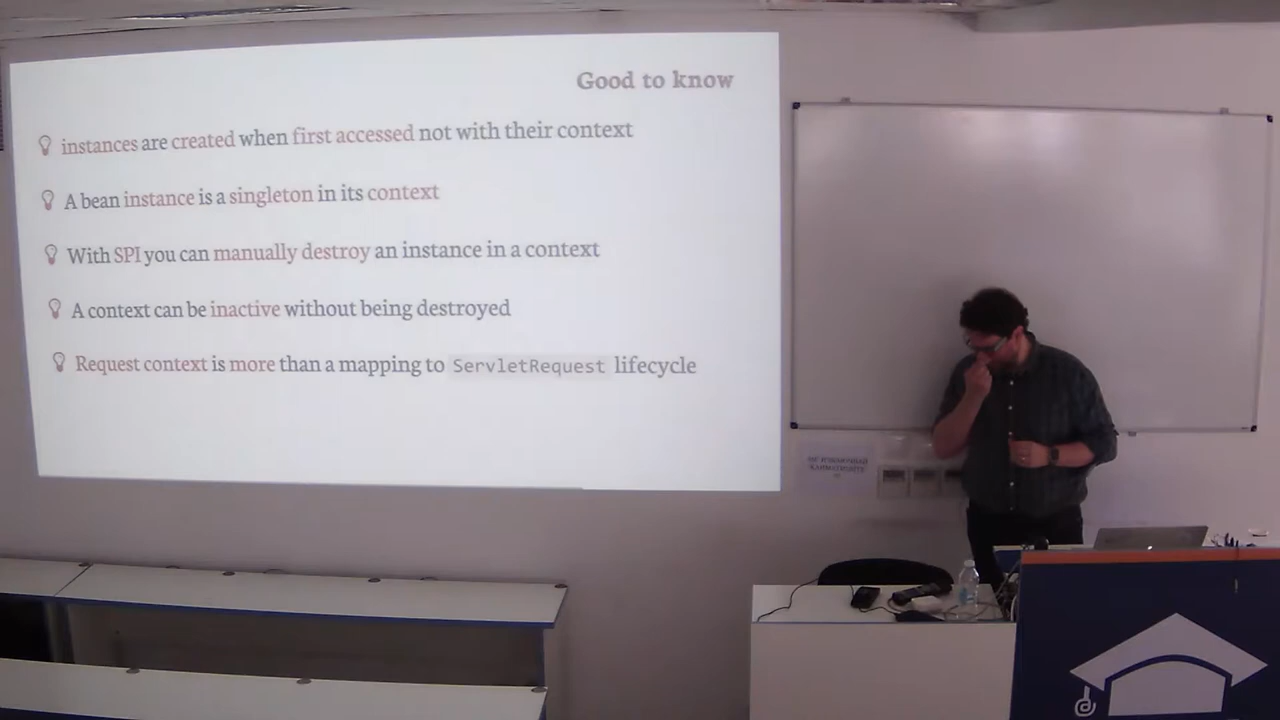 Good to know
instances are created when first accessed not with their context
A bean instance is a singleton in its context
With SPI you can manually destroy an instance in a context
A context can be inactive without being destroyed
Request context is more than a mapping to ServletRequest lifecycle